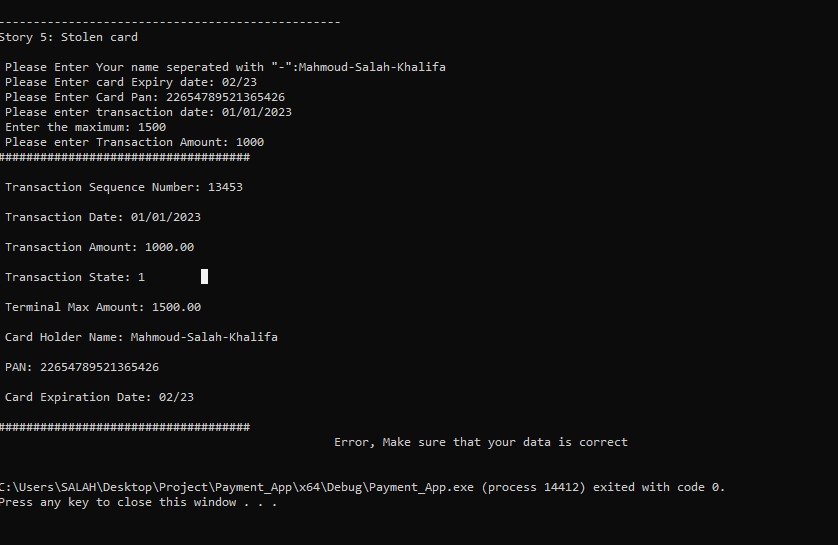 -------------------------------------------------
Story 5: Stolen card
Please Enter Your name seperated with "-":Mahmoud-Salah-Khalifa
Please Enter card Expiry date: 02/23
Please Enter Card Pan: 22654789521365426
Please enter transaction date: 01/01/2023
Enter the maximum: 1500
Please enter Transaction Amount: 1000
####################################
Transaction Sequence Number: 13453
Transaction Date: 01/01/2023
Transaction Amount: 1000.00
Transaction State: 1
Terminal Max Amount: 1500.00
Card Holder Name: Mahmoud-Salah-Khalifa
PAN: 22654789521365426
Card Expiration Date: 02/23
####################################
Error, Make sure that your data is correct
C:\Users\SALAH\Desktop\Project\Payment_App\x64\Debug\Payment_App.exe (process 14412) exited with code 0.
Press any key to close this window . . .